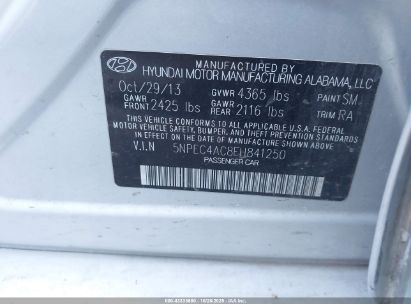 MANUFACTURED BY
HYUNDAI MOTOR MANUFACTURING ALABAMA, LLC
Oct/29/13 GVWR 4365 lbs PAINT SM
GAWR FRONT 2425 lbs GAWR REAR 2116 lbs TRIM RA
THIS VEHICLE CONFORMS TO ALL APPLICABLE U.S. FEDERAL
MOTOR VEHICLE SAFETY, BUMPER, AND THEFT PREVENTION STANDARDS
IN EFFECT ON THE DATE OF MANUFACTURE SHOWN ABOVE.
V.I.N 5NPEC4AC8EH841250
PASSENGER CAR